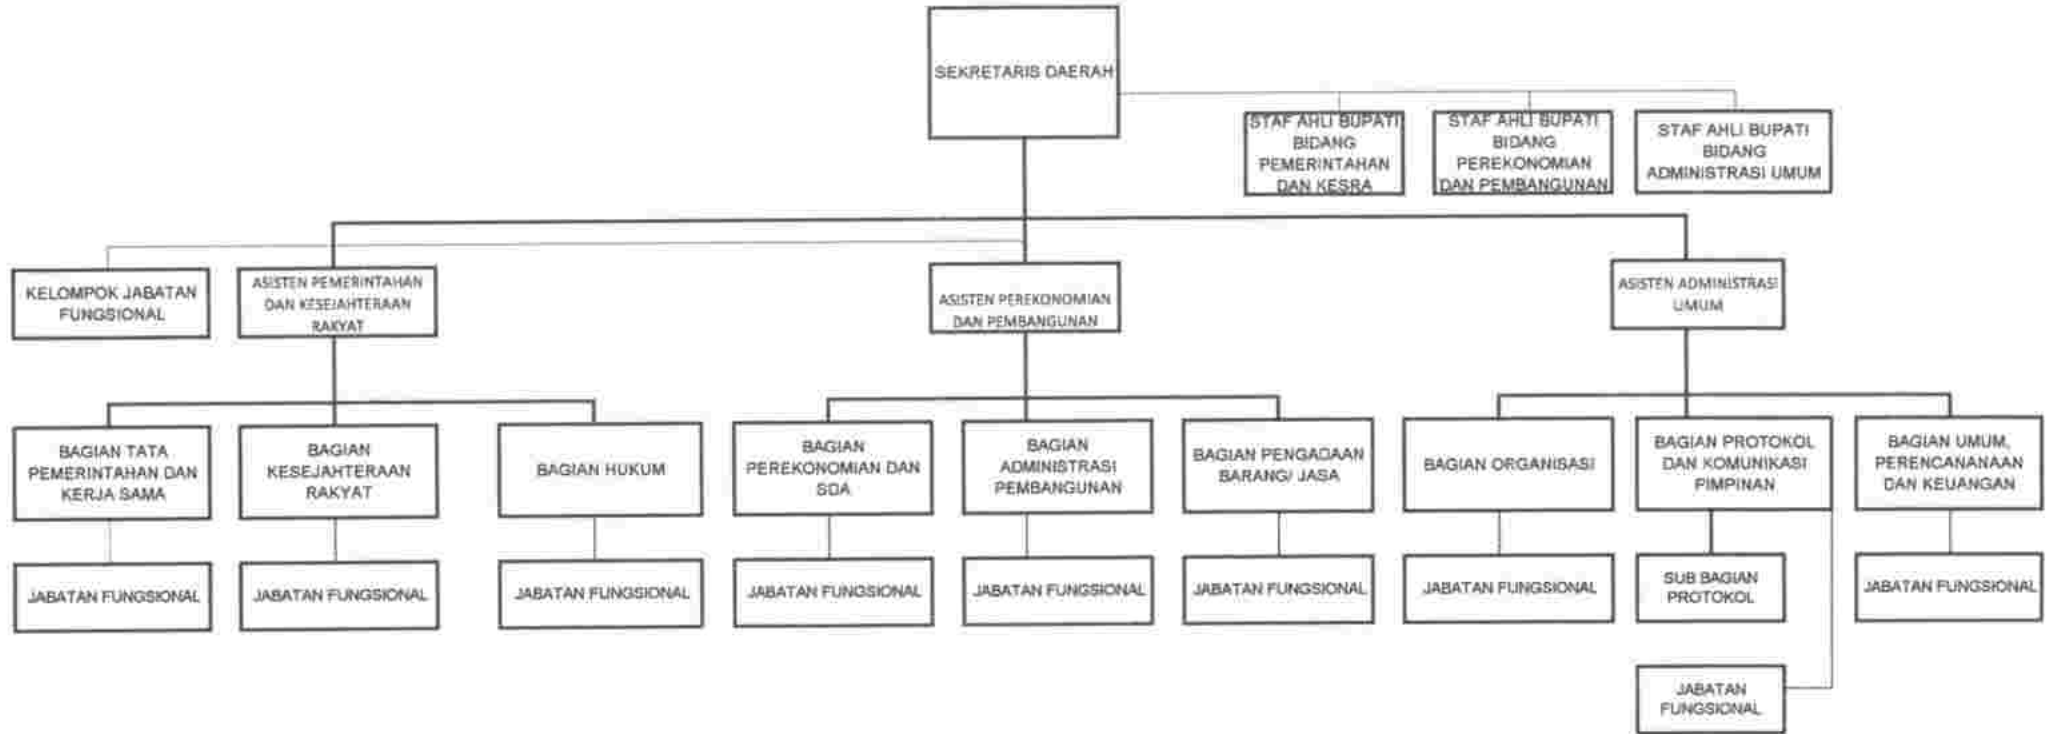 SEKRETARIS DAERAH
STAF AHLI BUPATI
BIDANG
PEMERINTAHAN
DAN KESRA
STAF AHLI BUPATI
BIDANG
PEREKONOMIAN
DAN PEMBANGUNAN
STAF AHLI BUPATI
BIDANG
ADMINISTRASI UMUM
KELOMPOK JABATAN
FUNGSIONAL
ASISTEN PEMERINTAHAN
DAN KESEJAHTERAAN
RAKYAT
ASISTEN PEREKONOMIAN
DAN PEMBANGUNAN
ASISTEN ADMINISTRASI
UMUM
BAGIAN TATA
PEMERINTAHAN DAN
KERJA SAMA
BAGIAN
KESEJAHTERAAN
RAKYAT
BAGIAN HUKUM
BAGIAN
PEREKONOMIAN DAN
SDA
BAGIAN
ADMINISTRASI
PEMBANGUNAN
BAGIAN PENGADAAN
BARANG/ JASA
BAGIAN ORGANISASI
BAGIAN PROTOKOL
DAN KOMUNIKASI
PIMPINAN
BAGIAN UMUM,
PERENCANANAAN
DAN KEUANGAN
JABATAN FUNGSIONAL
JABATAN FUNGSIONAL
JABATAN FUNGSIONAL
JABATAN FUNGSIONAL
JABATAN FUNGSIONAL
JABATAN FUNGSIONAL
JABATAN FUNGSIONAL
SUB BAGIAN
PROTOKOL
JABATAN FUNGSIONAL
JABATAN
FUNGSIONAL